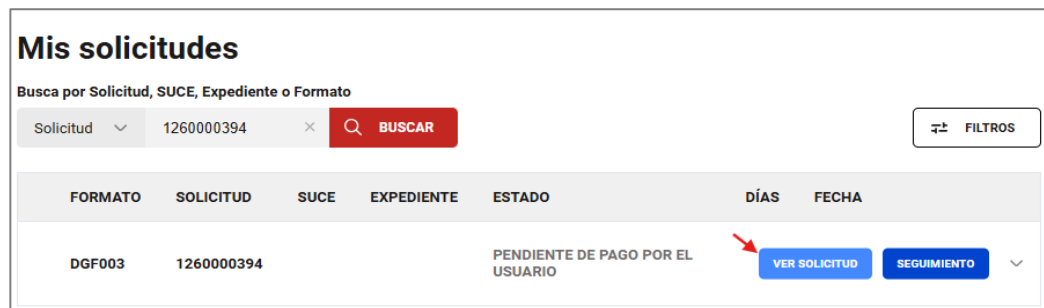 Mis solicitudes
Busca por Solicitud, SUCE, Expediente o Formato
Solicitud 1260000394 BUSCAR FILTROS
FORMATO SOLICITUD SUCE EXPEDIENTE ESTADO DÍAS FECHA
DGF003 1260000394 PENDIENTE DE PAGO POR EL VER SOLICITUD SEGUIMIENTO
USUARIO